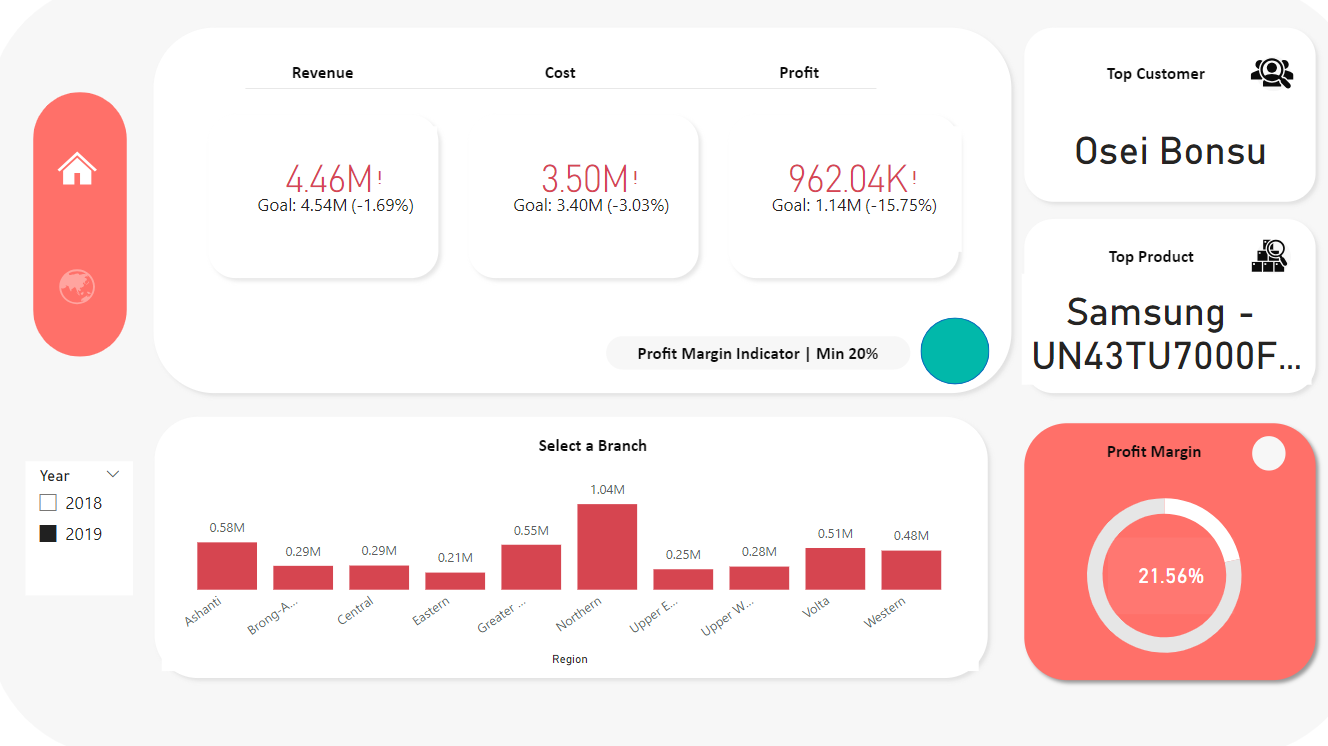 Revenue
Cost
Profit
4.46M!
Goal: 4.54M (-1.69%)
3.50M!
Goal: 3.40M (-3.03%)
962.04K!
Goal: 1.14M (-15.75%)
Profit Margin Indicator | Min 20%
Top Customer
Osei Bonsu
Top Product
Samsung -
UN43TU7000F...
Year
2018
2019
Select a Branch
0.58M
0.29M
0.29M
0.21M
0.55M
1.04M
0.25M
0.28M
0.51M
0.48M
Ashanti
Brong-A...
Central
Eastern
Greater ...
Northern
Upper E...
Upper W...
Volta
Western
Region
Profit Margin
21.56%